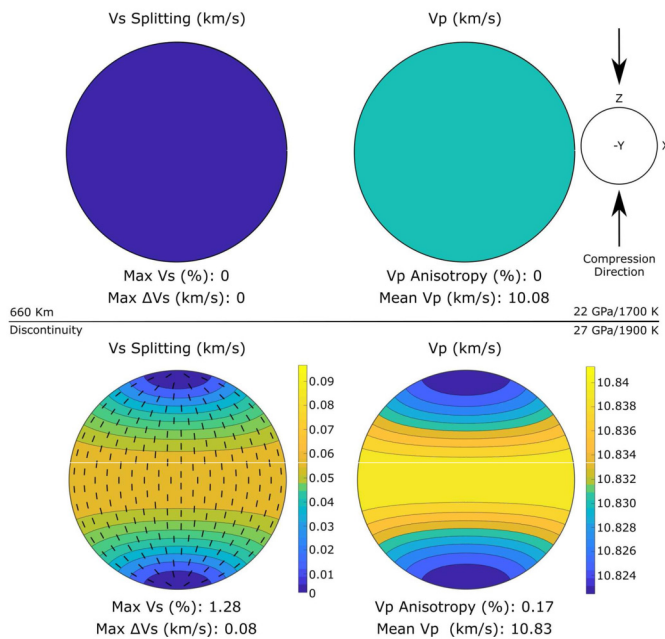 Vs Splitting (km/s)
Vp (km/s)
Z
-Y
X
Compression
Direction
Max Vs (%): 0
Max ΔVs (km/s): 0
Vp Anisotropy (%): 0
Mean Vp (km/s): 10.08
660 Km
22 GPa/1700 K
Discontinuity
27 GPa/1900 K
Vs Splitting (km/s)
Vp (km/s)
0.09
0.08
0.07
0.06
0.05
0.04
0.03
0.02
0.01
0
10.84
10.838
10.836
10.834
10.832
10.830
10.828
10.826
10.824
Max Vs (%): 1.28
Max ΔVs (km/s): 0.08
Vp Anisotropy (%): 0.17
Mean Vp (km/s): 10.83